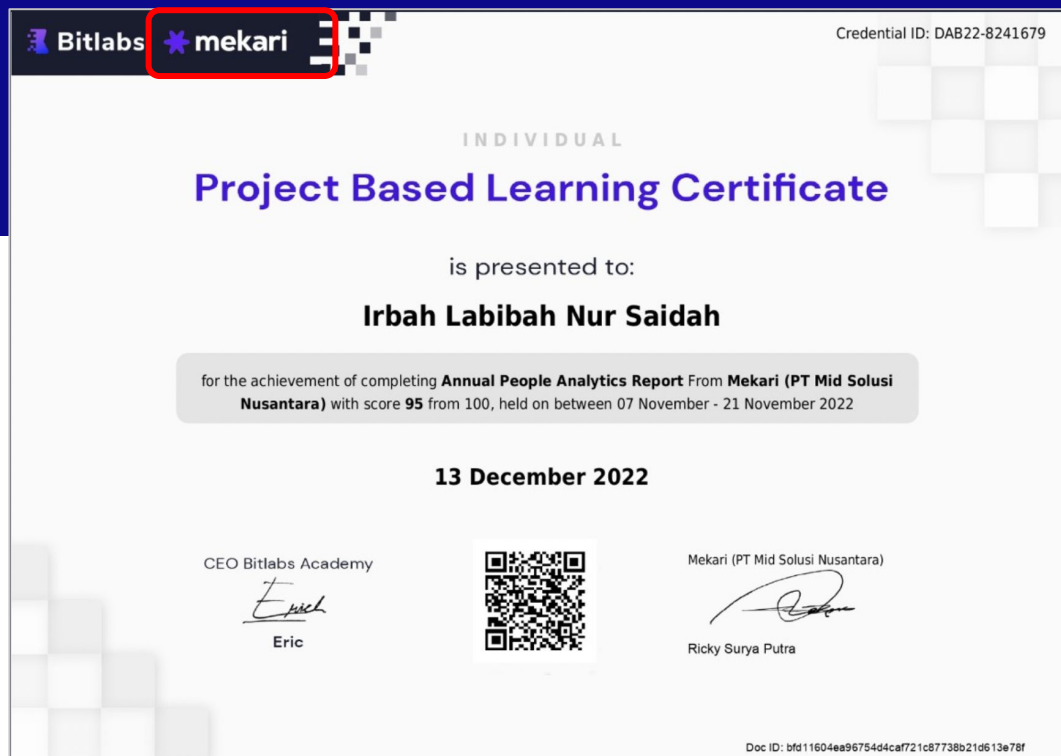 Bitlabs mekari
Credential ID: DAB22-8241679
INDIVIDUAL
Project Based Learning Certificate
is presented to:
Irbah Labibah Nur Saidah
for the achievement of completing Annual People Analytics Report From Mekari (PT Mid Solusi
Nusantara) with score 95 from 100, held on between 07 November - 21 November 2022
13 December 2022
CEO Bitlabs Academy
Eric
Eric
Mekari (PT Mid Solusi Nusantara)
Ricky Surya Putra
Doc ID: bfd11604ea96754d4caf721c87738b21d613e78f